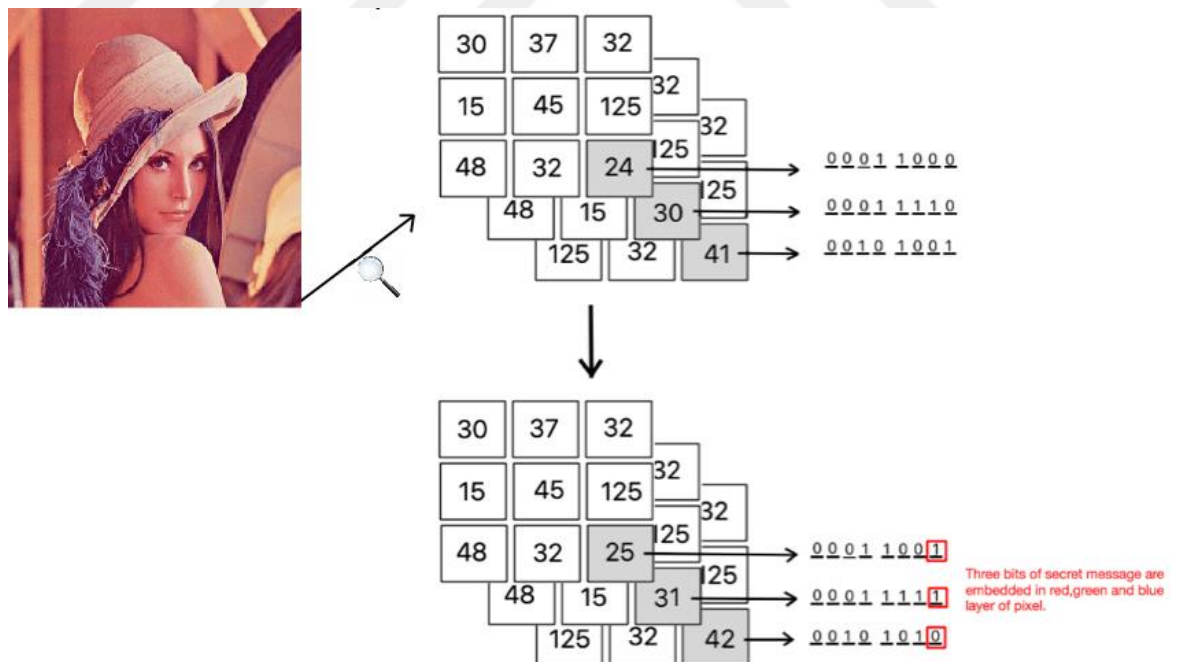 30 37 32
32
15 45 125
32
125
48 32 24
0001 1000
125
48 15 30
0001 1110
125 32 41
0010 1001
30 37 32
32
15 45 125
32
125
48 32 25
0001 1001
125
Three bits of secret message are
embedded in red,green and blue
layer of pixel.
48 15 31
0001 1111
125 32 42
0010 1010